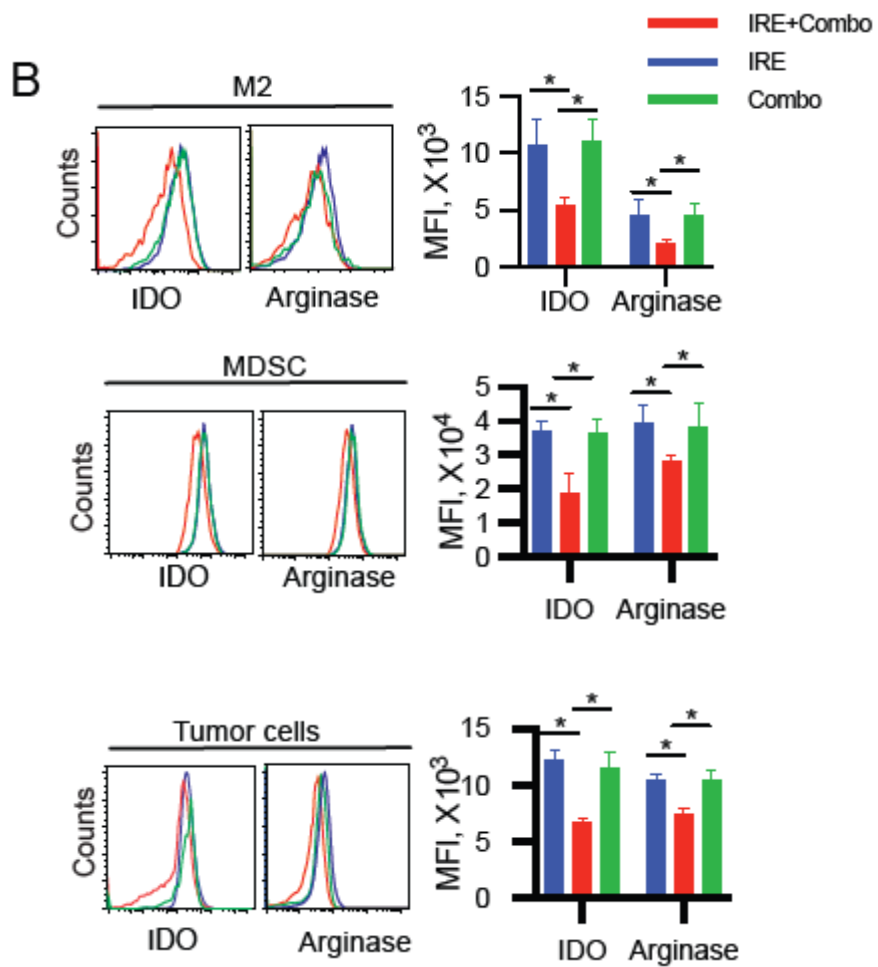 IRE+Combo
IRE
Combo
B
M2
Counts
IDO
Arginase
MFI, X10³
15
10
5
0
* * * *
IDO
Arginase
MDSC
Counts
IDO
Arginase
MFI, X10⁴
5
4
3
2
1
0
* * * *
IDO
Arginase
Tumor cells
Counts
IDO
Arginase
MFI, X10³
15
10
5
0
* * * *
IDO
Arginase